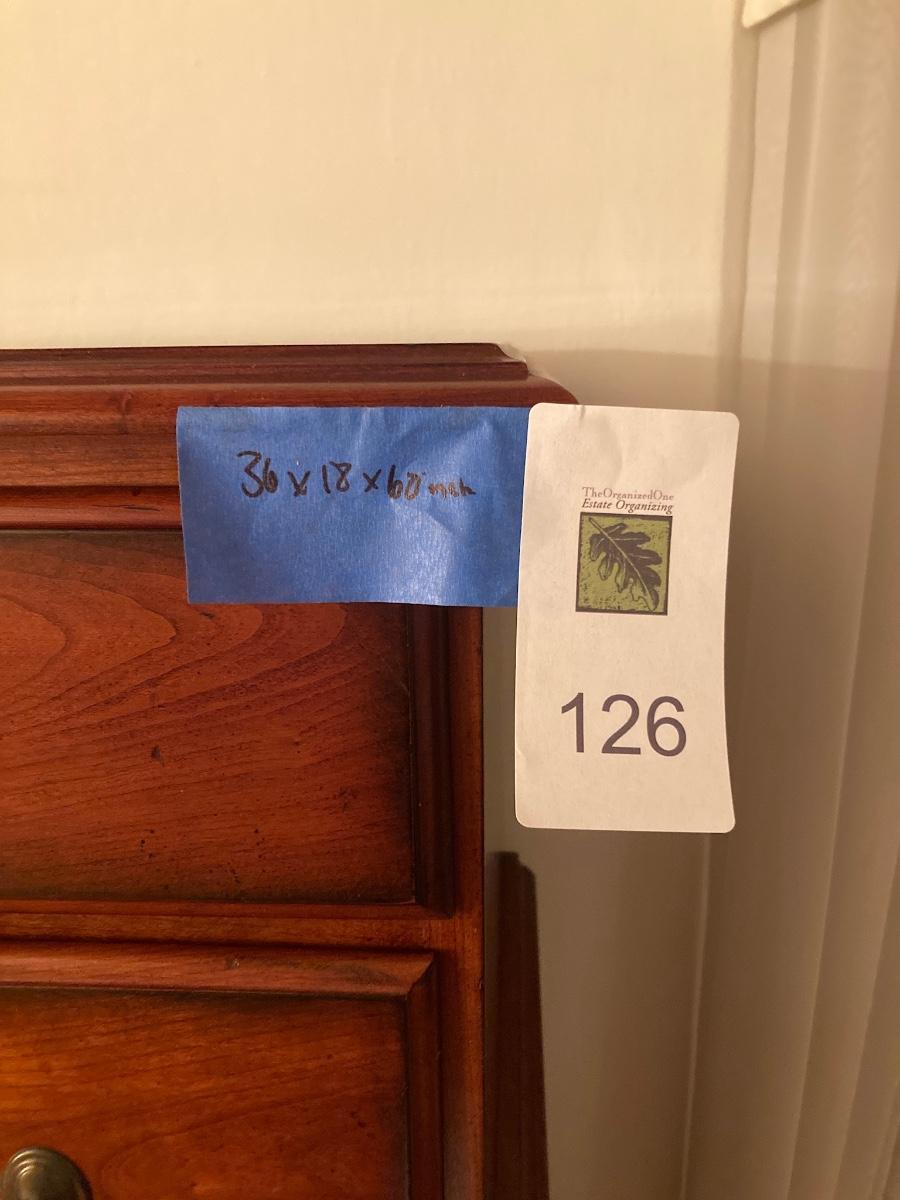 36 x 18 x 60 inch
TheOrganizedOne
Estate Organizing
126